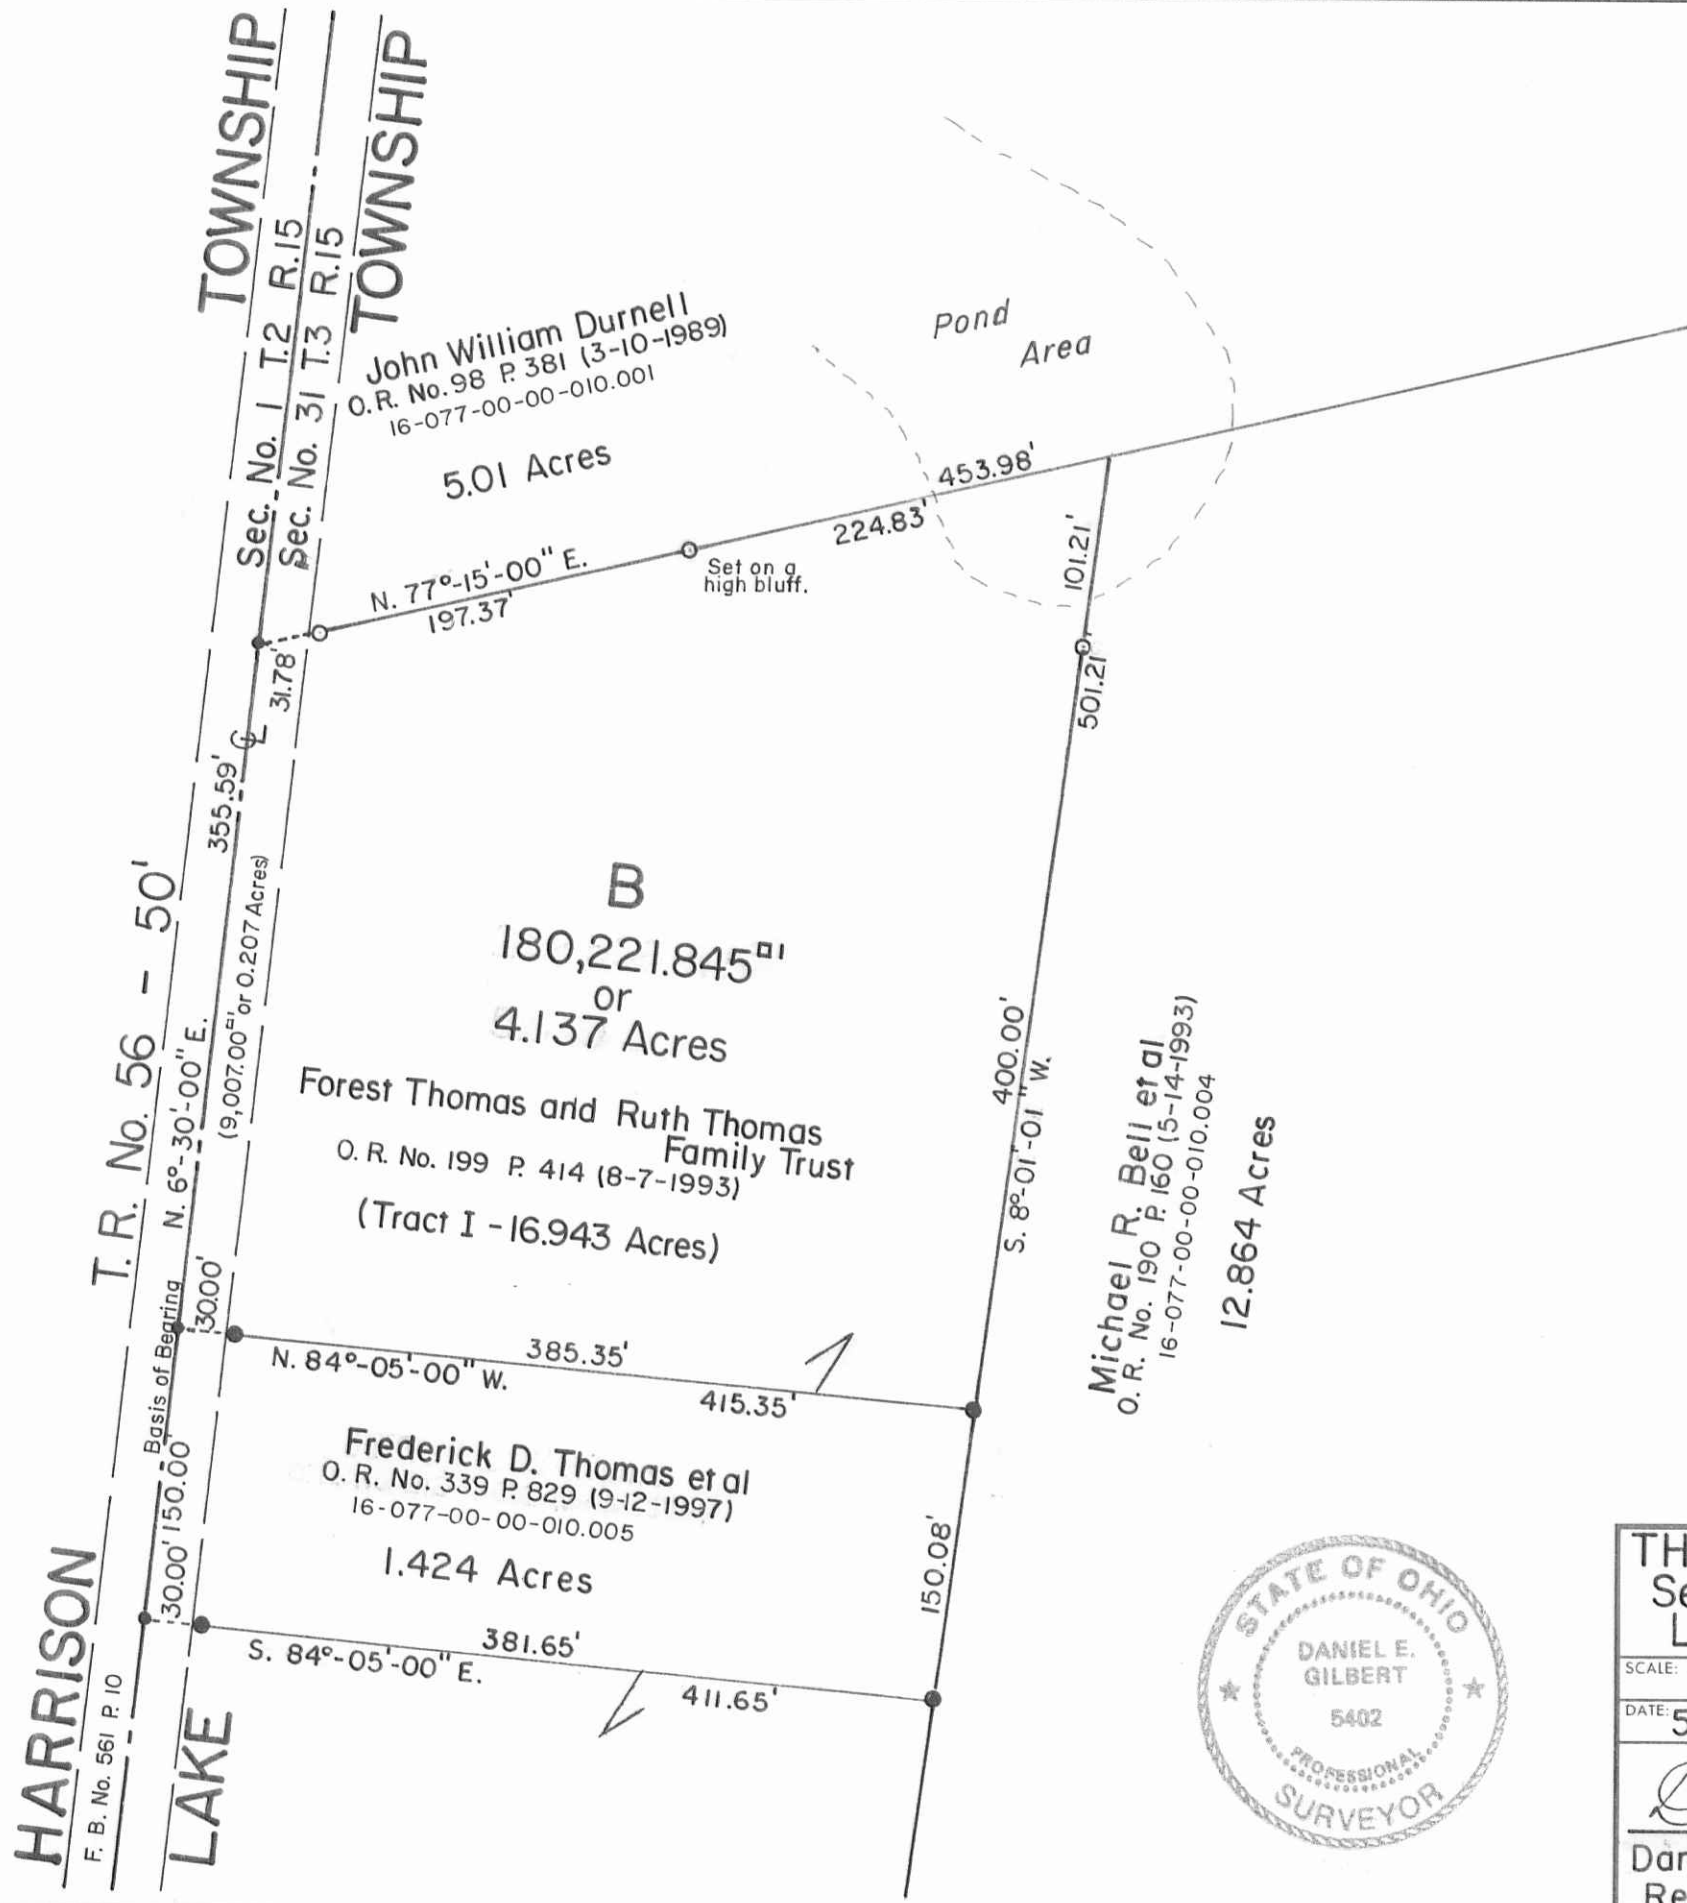 TOWNSHIP
TOWNSHIP
Sec. No. 1 T.2 R.15
Sec. No. 31 T.3 R.15
John William Durnell
O.R. No. 98 P. 381 (3-10-1989)
16-077-00-00-010.001
5.01 Acres
Pond
Area
453.98'
224.83'
N. 77°-15'-00" E.
197.37'
Set on a
high bluff.
101.21'
501.21'
31.78'
℄
355.59'
(9,007.00□' or 0.207 Acres)
T. R. No. 56 - 50'
N. 6°-30'-00" E.
Basis of Bearing
B
180,221.845□'
or
4.137 Acres
Forest Thomas and Ruth Thomas
Family Trust
O. R. No. 199 P. 414 (8-7-1993)
(Tract I - 16.943 Acres)
400.00'
S. 8°-01'-01" W.
Michael R. Bell et al
O. R. No. 190 P. 160 (5-14-1993)
16-077-00-00-010.004
12.864 Acres
30.00'
385.35'
N. 84°-05'-00" W.
415.35'
Frederick D. Thomas et al
O. R. No. 339 P. 829 (9-12-1997)
16-077-00-00-010.005
1.424 Acres
150.00'
30.00'
150.08'
381.65'
S. 84°-05'-00" E.
411.65'
HARRISON
F. B. No. 561 P. 10
LAKE
STATE OF OHIO
DANIEL E.
GILBERT
5402
PROFESSIONAL
SURVEYOR
TH
Se
L
SCALE:
DATE: 5
Dan
Re